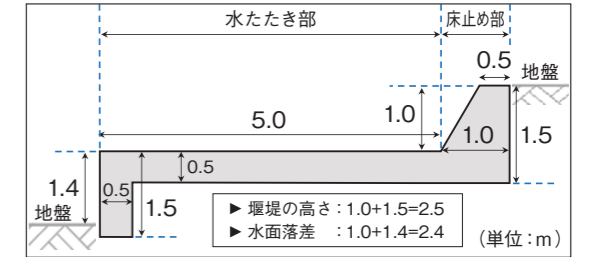 水たたき部 床止め部
0.5 地盤
1.0
5.0
1.0 1.5
0.5
1.4 0.5 1.5
地盤
▶ 堰堤の高さ：1.0+1.5=2.5
▶ 水面落差 ：1.0+1.4=2.4
(単位：m)